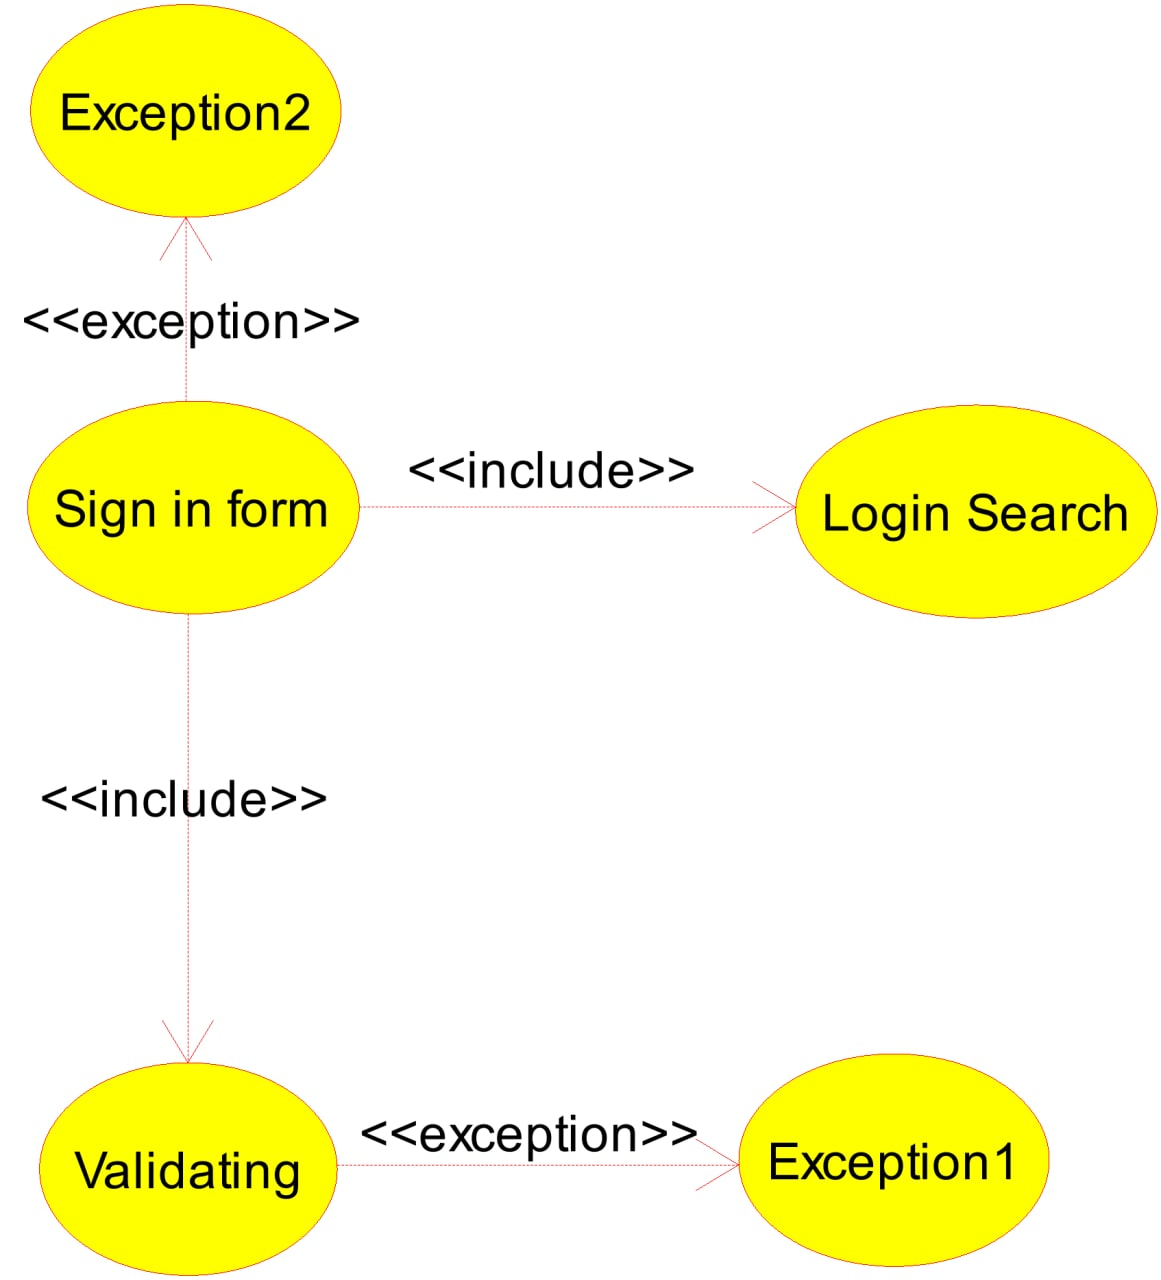 Exception2
<<exception>>
<<include>>
Sign in form
Login Search
<<include>>
<<exception>>
Validating
Exception1